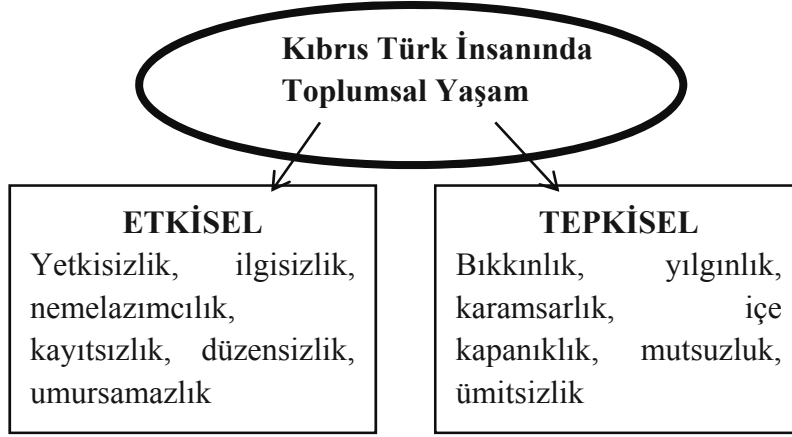 Kıbrıs Türk İnsanında
Toplumsal Yaşam
ETKİSEL
Yetkisizlik, ilgisizlik,
nemelazımcılık,
kayıtsızlık, düzensizlik,
umursamazlık
TEPKİSEL
Bıkkınlık, yılgınlık,
karamsarlık, içe
kapanıklık, mutsuzluk,
ümitsizlik